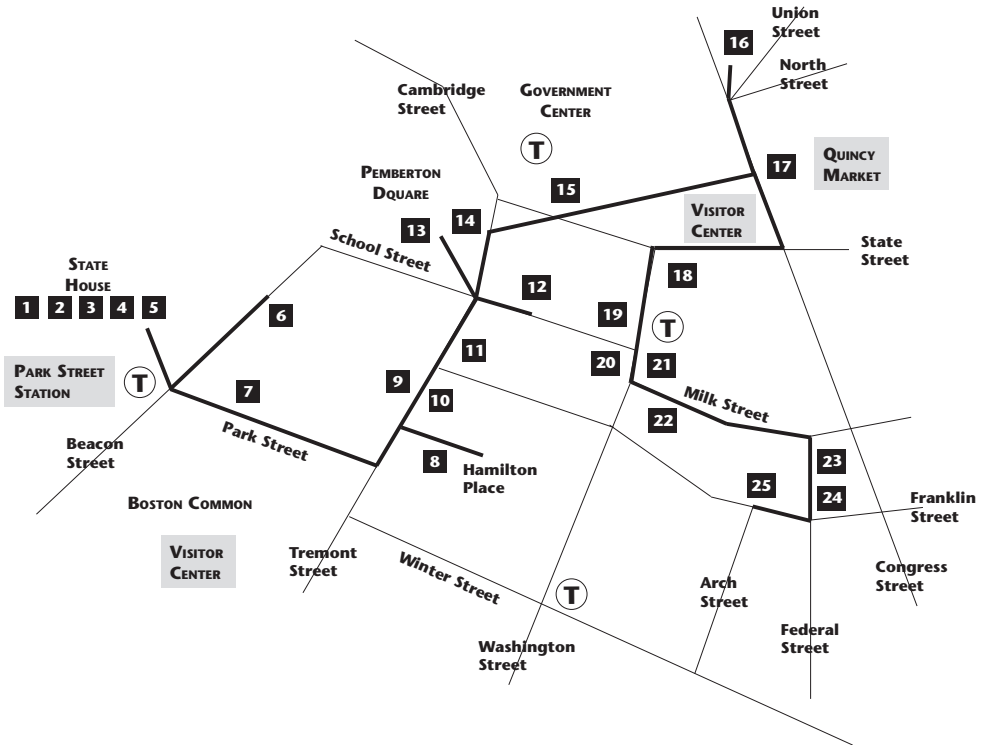 Union
Street
16
North
Street
Cambridge
Street
Government
Center
T
Quincy
Market
17
Pemberton
Dquare
15
Visitor
Center
14
13
School Street
State
Street
State
House
18
12
1 2 3 4 5
6
19
T
11
20
21
Park Street
Station
T
9
7
10
Milk Street
22
Park Street
Beacon
Street
8
Hamilton
Place
23
25
24
Boston Common
Franklin
Street
Visitor
Center
Tremont
Street
Winter Street
T
Arch
Street
Congress
Street
Federal
Street
Washington
Street